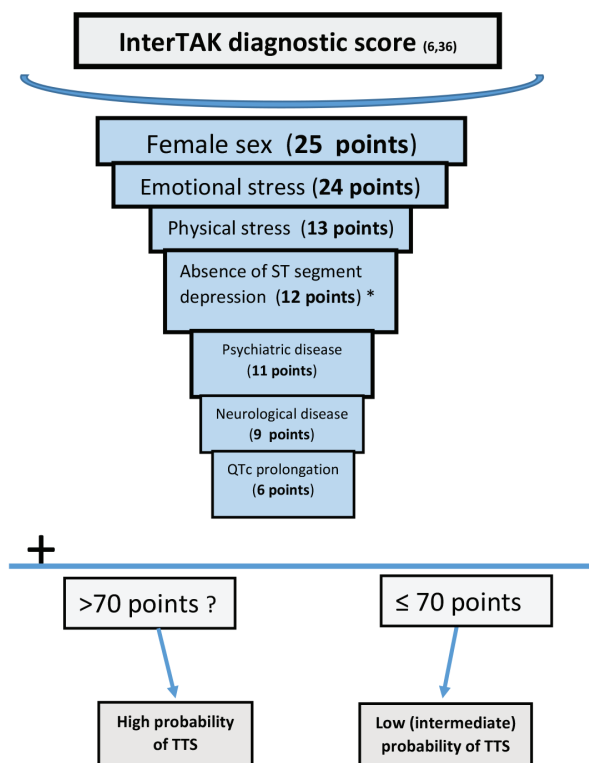 InterTAK diagnostic score (6,36)
Female sex (25 points)
Emotional stress (24 points)
Physical stress (13 points)
Absence of ST segment
depression (12 points) *
Psychiatric disease
(11 points)
Neurological disease
(9 points)
QTc prolongation
(6 points)
+
>70 points ?
≤ 70 points
High probability
of TTS
Low (intermediate)
probability of TTS